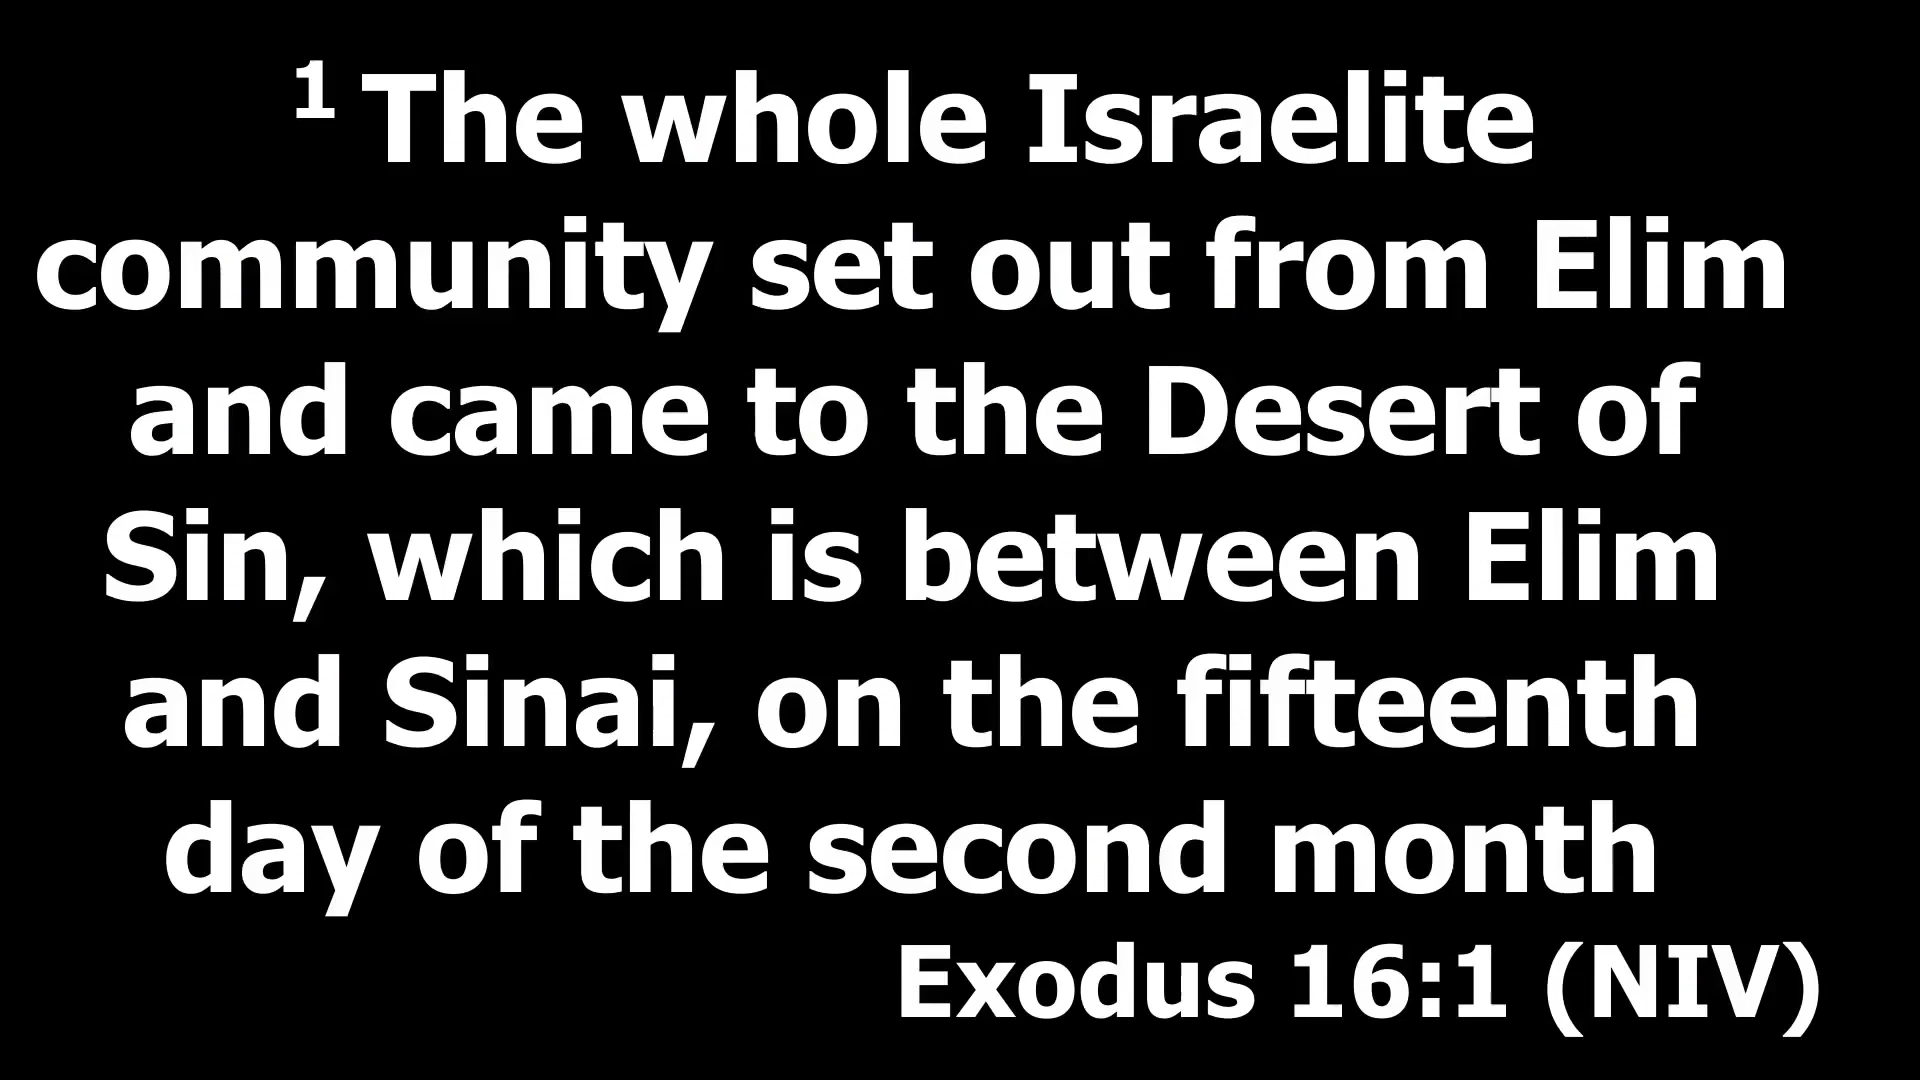 1 The whole Israelite
community set out from Elim
and came to the Desert of
Sin, which is between Elim
and Sinai, on the fifteenth
day of the second month
Exodus 16:1 (NIV)